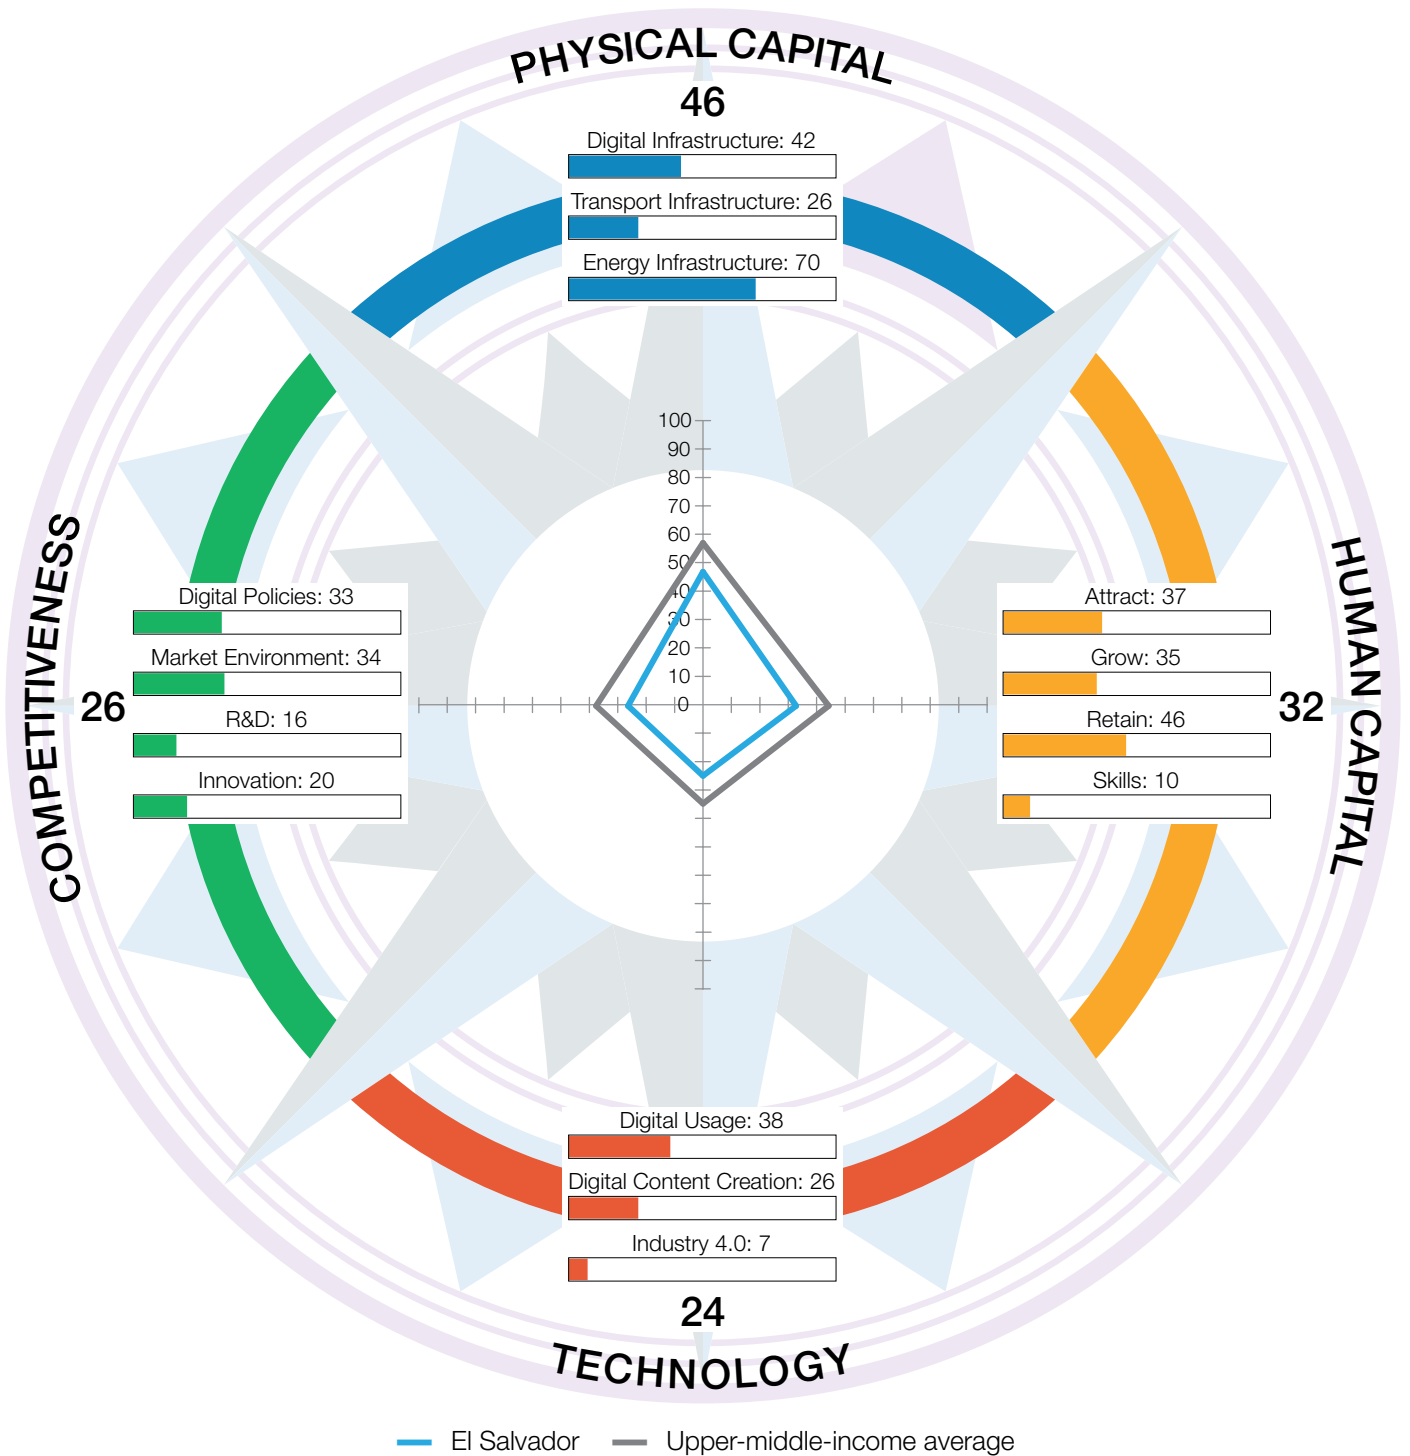 PHYSICAL CAPITAL
46
Digital Infrastructure: 42
Transport Infrastructure: 26
Energy Infrastructure: 70
100
90
80
70
60
50
40
30
20
10
0
COMPETITIVENESS
26
Digital Policies: 33
Market Environment: 34
R&D: 16
Innovation: 20
HUMAN CAPITAL
32
Attract: 37
Grow: 35
Retain: 46
Skills: 10
Digital Usage: 38
Digital Content Creation: 26
Industry 4.0: 7
24
TECHNOLOGY
El Salvador
Upper-middle-income average